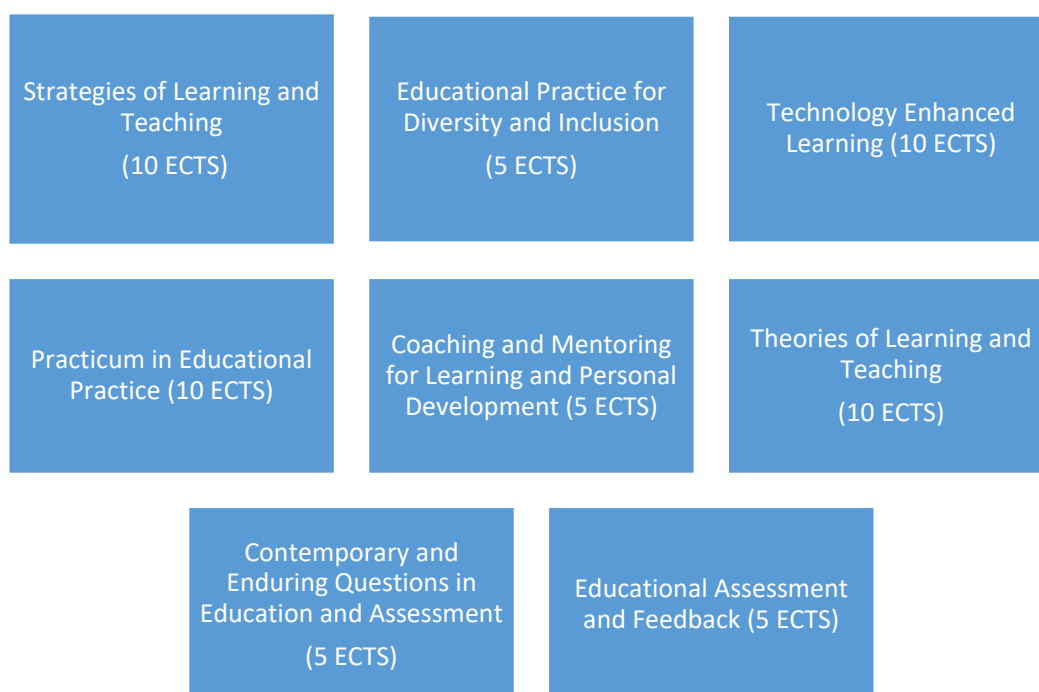 Strategies of Learning and
Teaching
(10 ECTS)
Educational Practice for
Diversity and Inclusion
(5 ECTS)
Technology Enhanced
Learning (10 ECTS)
Practicum in Educational
Practice (10 ECTS)
Coaching and Mentoring
for Learning and Personal
Development (5 ECTS)
Theories of Learning and
Teaching
(10 ECTS)
Contemporary and
Enduring Questions in
Education and Assessment
(5 ECTS)
Educational Assessment
and Feedback (5 ECTS)